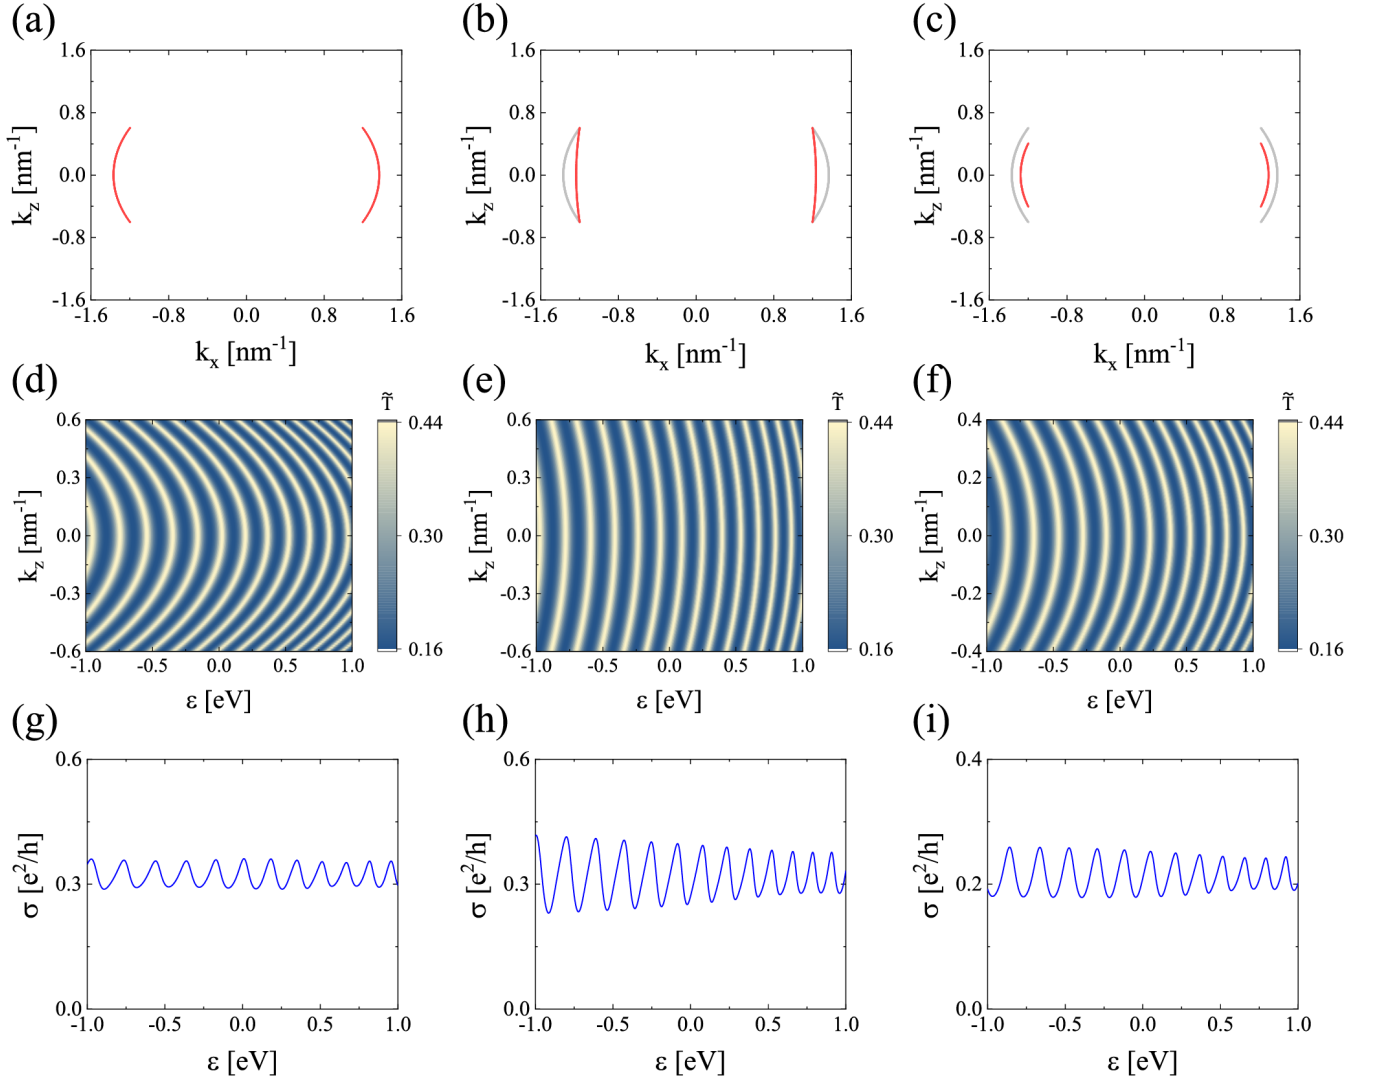 (a)
(b)
(c)
1.6
0.8
0.0
-0.8
-1.6
k_z [nm⁻¹]
-1.6 -0.8 0.0 0.8 1.6
k_x [nm⁻¹]
1.6
0.8
0.0
-0.8
-1.6
k_z [nm⁻¹]
-1.6 -0.8 0.0 0.8 1.6
k_x [nm⁻¹]
1.6
0.8
0.0
-0.8
-1.6
k_z [nm⁻¹]
-1.6 -0.8 0.0 0.8 1.6
k_x [nm⁻¹]
(d)
(e)
(f)
0.6
0.3
0.0
-0.3
-0.6
k_z [nm⁻¹]
-1.0 -0.5 0.0 0.5 1.0
ε [eV]
T̃
0.44
0.30
0.16
0.6
0.3
0.0
-0.3
-0.6
k_z [nm⁻¹]
-1.0 -0.5 0.0 0.5 1.0
ε [eV]
T̃
0.44
0.30
0.16
0.4
0.2
0.0
-0.2
-0.4
k_z [nm⁻¹]
-1.0 -0.5 0.0 0.5 1.0
ε [eV]
T̃
0.44
0.30
0.16
(g)
(h)
(i)
0.6
0.3
0.0
σ [e²/h]
-1.0 -0.5 0.0 0.5 1.0
ε [eV]
0.6
0.3
0.0
σ [e²/h]
-1.0 -0.5 0.0 0.5 1.0
ε [eV]
0.4
0.2
0.0
σ [e²/h]
-1.0 -0.5 0.0 0.5 1.0
ε [eV]